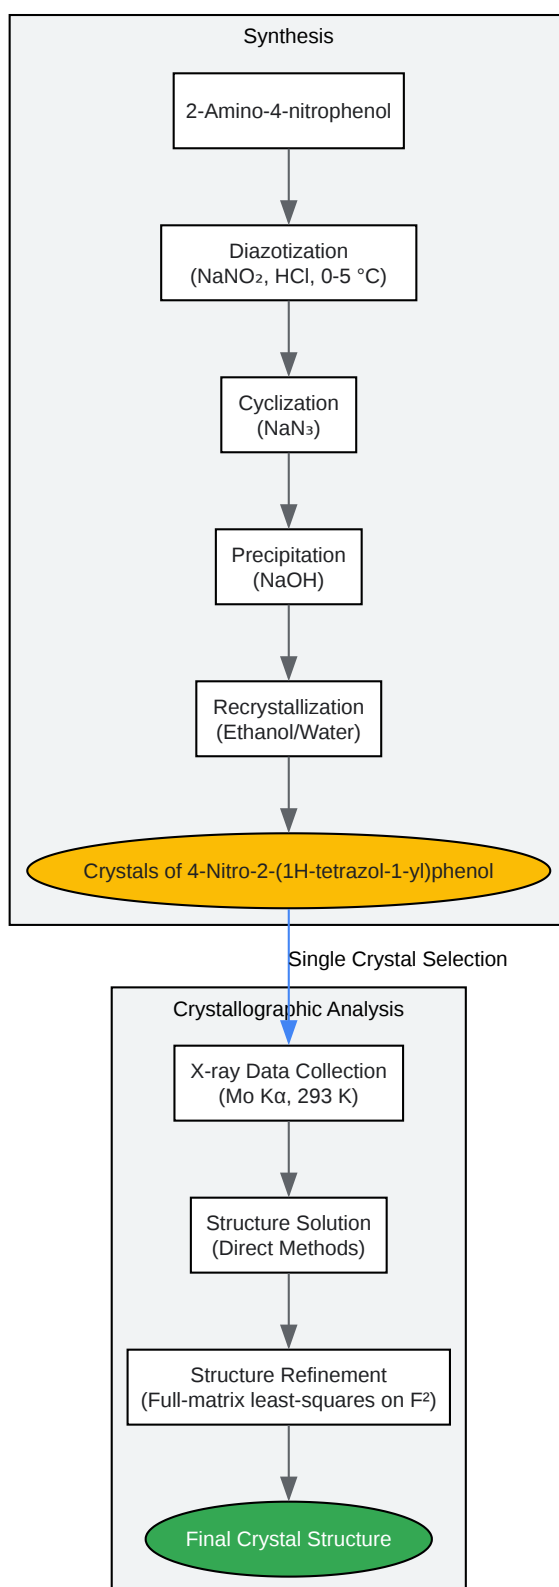 Synthesis
2-Amino-4-nitrophenol
Diazotization
(NaNO₂, HCl, 0-5 °C)
Cyclization
(NaN₃)
Precipitation
(NaOH)
Recrystallization
(Ethanol/Water)
Crystals of 4-Nitro-2-(1H-tetrazol-1-yl)phenol
Single Crystal Selection
Crystallographic Analysis
X-ray Data Collection
(Mo Kα, 293 K)
Structure Solution
(Direct Methods)
Structure Refinement
(Full-matrix least-squares on F²)
Final Crystal Structure